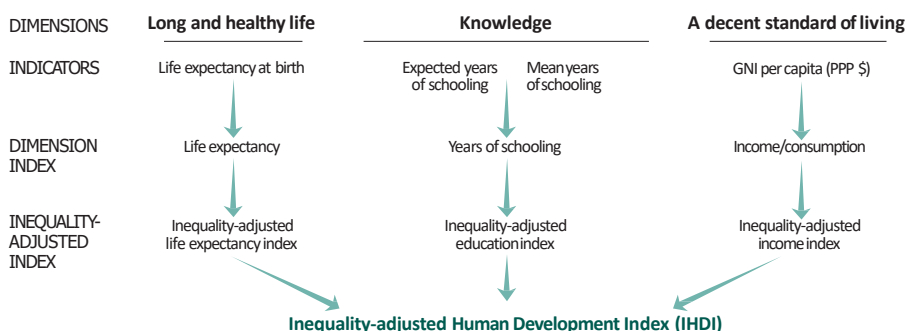 DIMENSIONS Long and healthy life Knowledge A decent standard of living
INDICATORS Life expectancy at birth Expected years of schooling Mean years of schooling GNI per capita (PPP $)
DIMENSION INDEX Life expectancy Years of schooling Income/consumption
INEQUALITY-ADJUSTED INDEX Inequality-adjusted life expectancy index Inequality-adjusted education index Inequality-adjusted income index
Inequality-adjusted Human Development Index (IHDI)